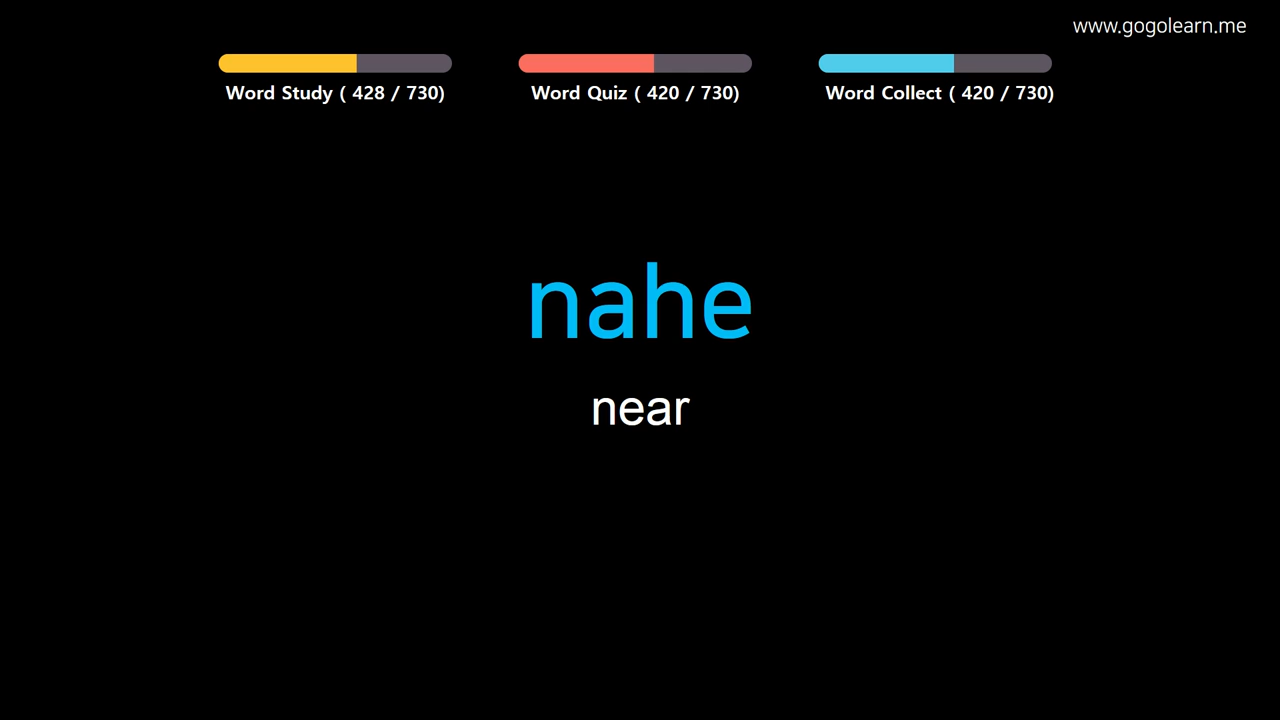 www.gogolearn.me
Word Study ( 428 / 730)
Word Quiz ( 420 / 730)
Word Collect ( 420 / 730)
nahe
near